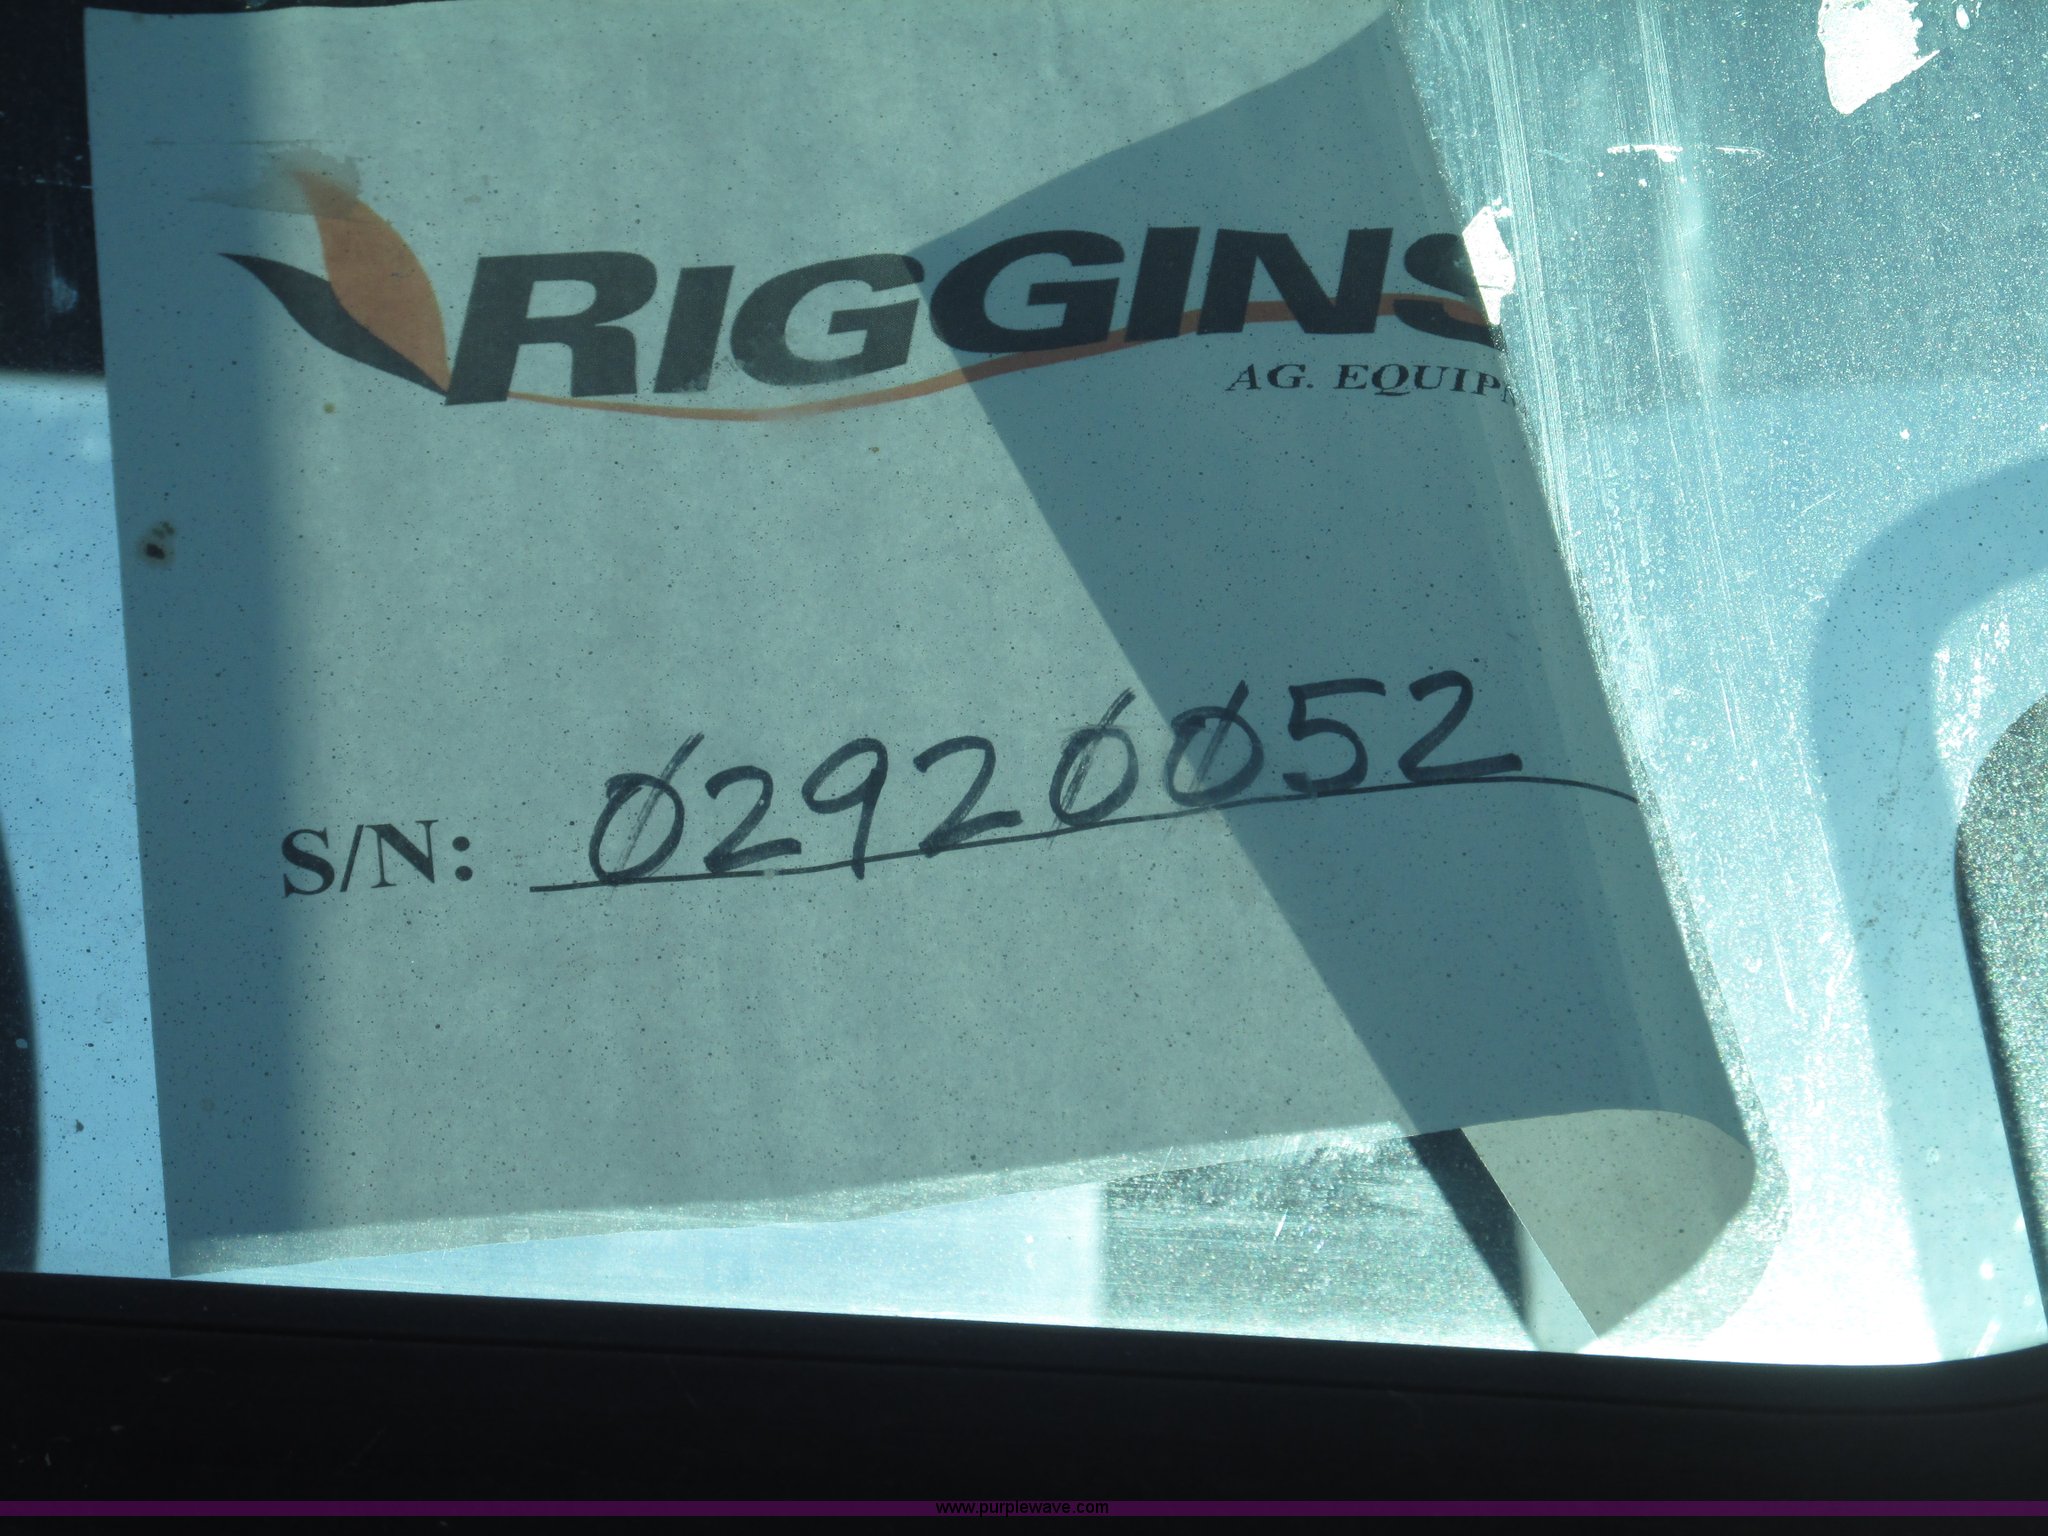 RIGGINS
AG. EQUIP
S/N: 02920052
www.purplewave.com